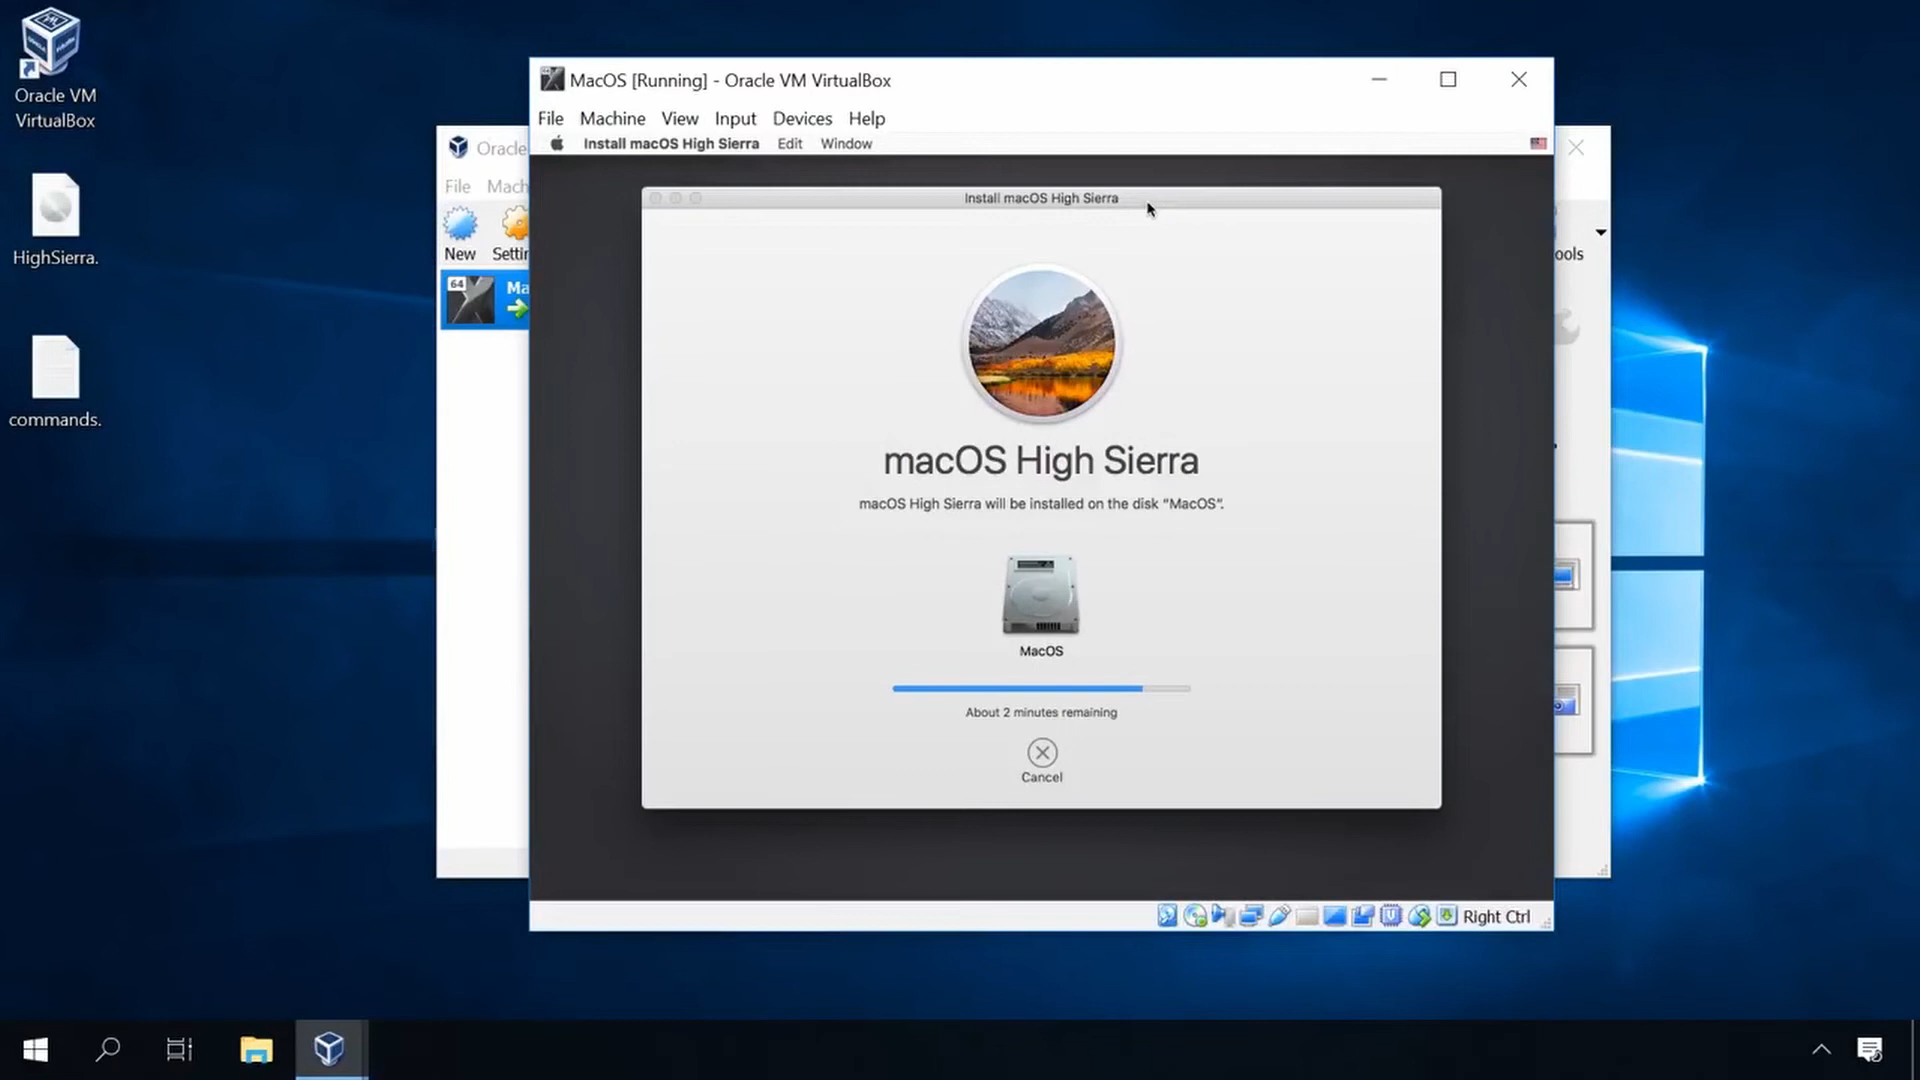 Oracle VM
VirtualBox
HighSierra.
commands.
Oracle
File Mach
New Settin
64 Ma
ools
MacOS [Running] - Oracle VM VirtualBox
File Machine View Input Devices Help
Install macOS High Sierra Edit Window
Install macOS High Sierra
macOS High Sierra
macOS High Sierra will be installed on the disk “MacOS”.
MacOS
About 2 minutes remaining
Cancel
Right Ctrl